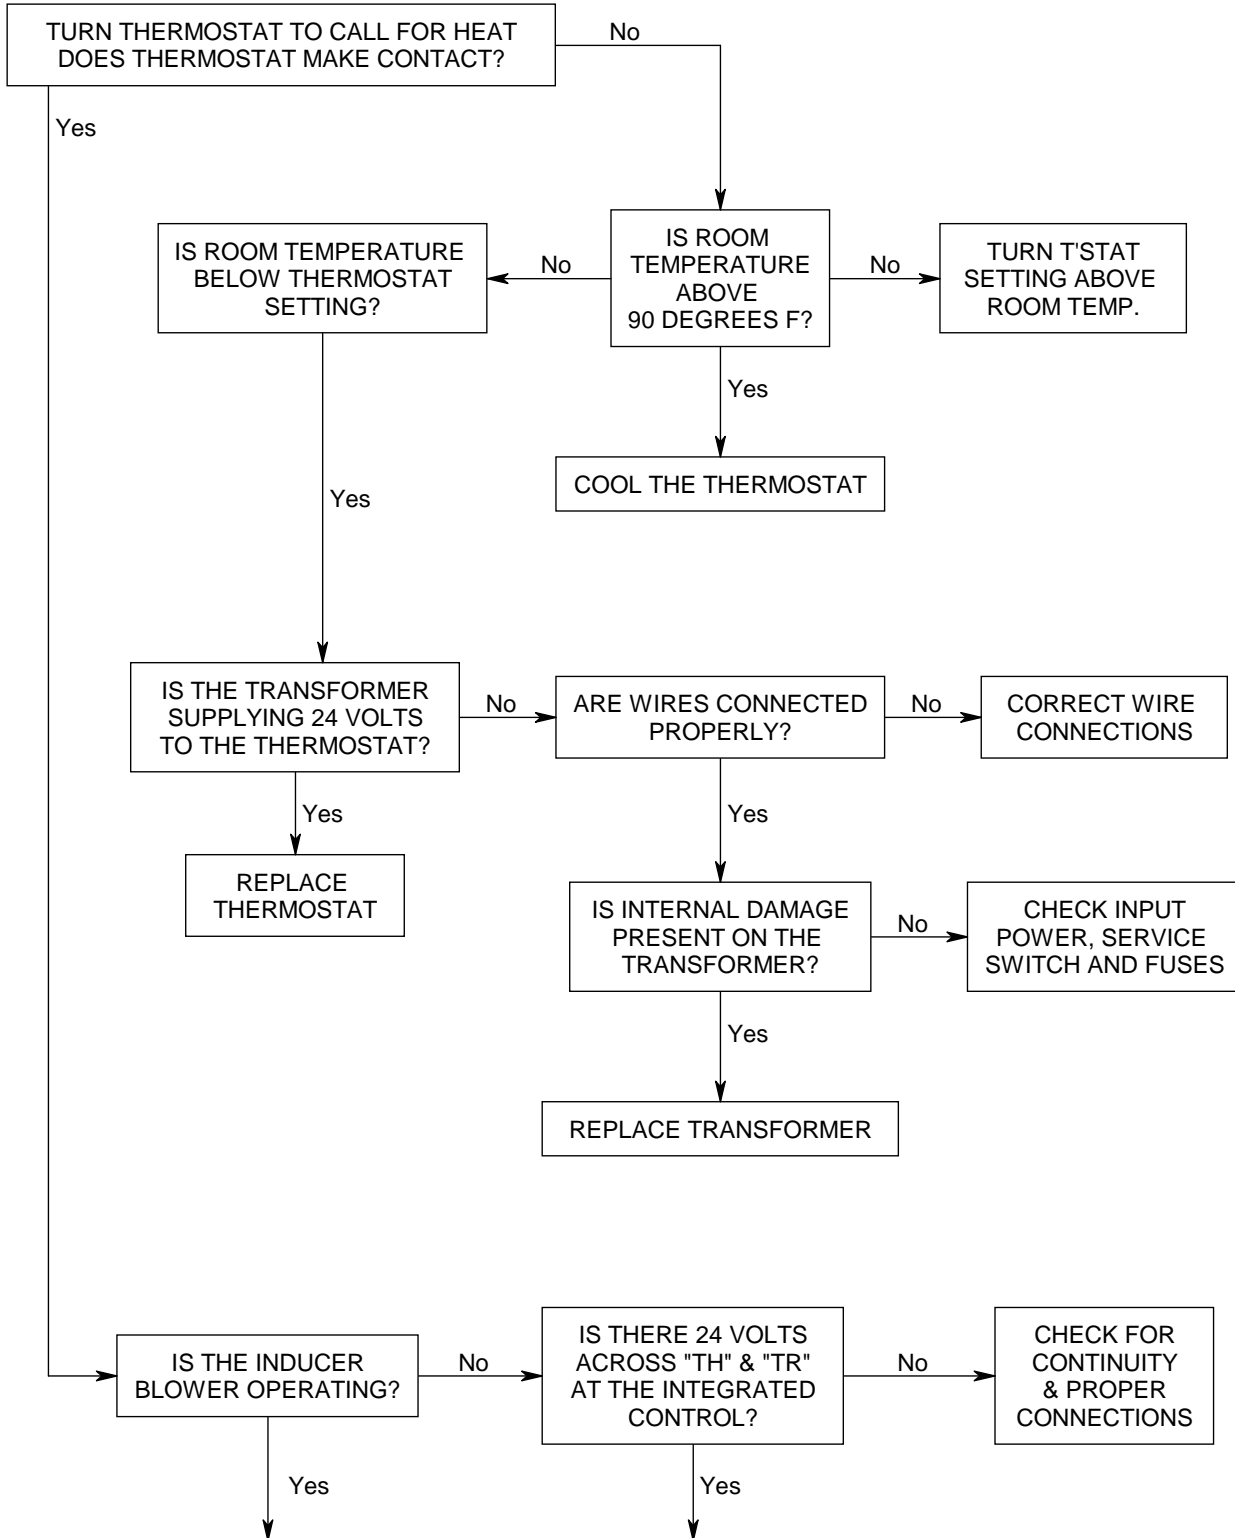 TURN THERMOSTAT TO CALL FOR HEAT
DOES THERMOSTAT MAKE CONTACT?
No
Yes
IS ROOM TEMPERATURE
BELOW THERMOSTAT
SETTING?
No
IS ROOM
TEMPERATURE
ABOVE
90 DEGREES F?
No
TURN T'STAT
SETTING ABOVE
ROOM TEMP.
Yes
COOL THE THERMOSTAT
Yes
IS THE TRANSFORMER
SUPPLYING 24 VOLTS
TO THE THERMOSTAT?
No
ARE WIRES CONNECTED
PROPERLY?
No
CORRECT WIRE
CONNECTIONS
Yes
REPLACE
THERMOSTAT
Yes
IS INTERNAL DAMAGE
PRESENT ON THE
TRANSFORMER?
No
CHECK INPUT
POWER, SERVICE
SWITCH AND FUSES
Yes
REPLACE TRANSFORMER
IS THE INDUCER
BLOWER OPERATING?
No
IS THERE 24 VOLTS
ACROSS "TH" & "TR"
AT THE INTEGRATED
CONTROL?
No
CHECK FOR
CONTINUITY
& PROPER
CONNECTIONS
Yes
Yes